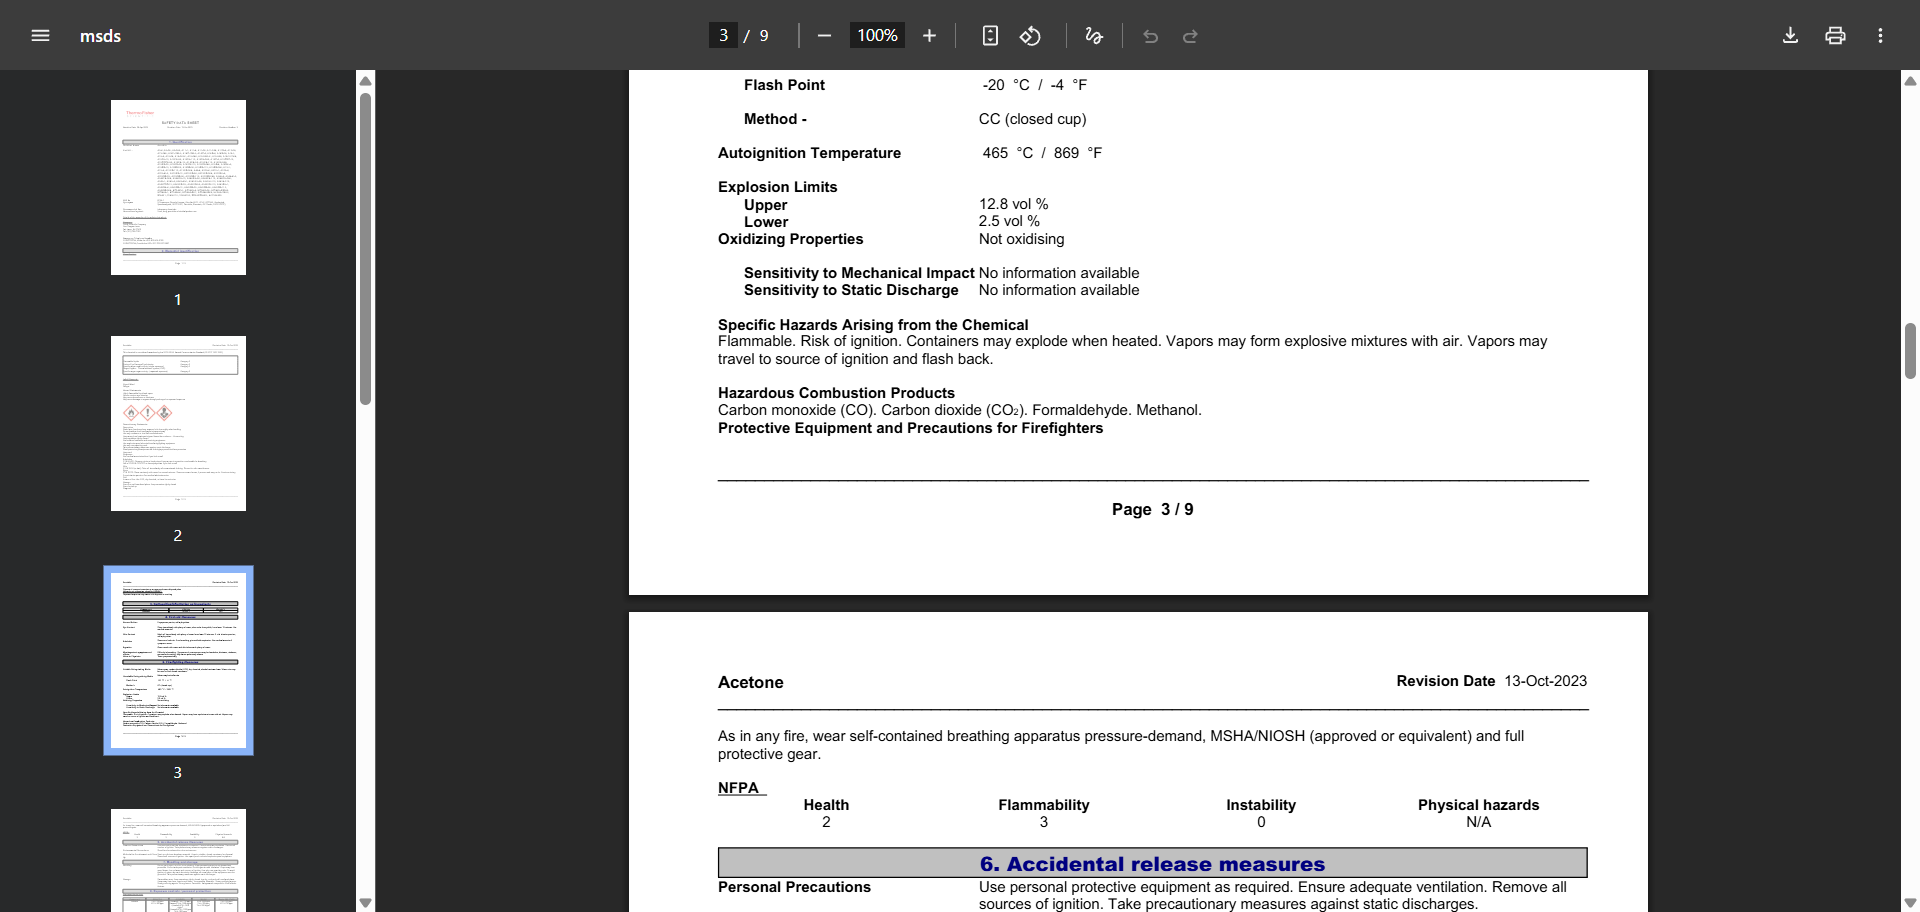 msds
3 / 9
100%
1
2
3
Flash Point -20 °C / -4 °F
Method - CC (closed cup)
Autoignition Temperature 465 °C / 869 °F
Explosion Limits
Upper 12.8 vol %
Lower 2.5 vol %
Oxidizing Properties Not oxidising
Sensitivity to Mechanical Impact No information available
Sensitivity to Static Discharge No information available
Specific Hazards Arising from the Chemical
Flammable. Risk of ignition. Containers may explode when heated. Vapors may form explosive mixtures with air. Vapors may
travel to source of ignition and flash back.
Hazardous Combustion Products
Carbon monoxide (CO). Carbon dioxide (CO₂). Formaldehyde. Methanol.
Protective Equipment and Precautions for Firefighters
Page 3 / 9
Acetone Revision Date 13-Oct-2023
As in any fire, wear self-contained breathing apparatus pressure-demand, MSHA/NIOSH (approved or equivalent) and full
protective gear.
NFPA
Health Flammability Instability Physical hazards
2 3 0 N/A
6. Accidental release measures
Personal Precautions Use personal protective equipment as required. Ensure adequate ventilation. Remove all
sources of ignition. Take precautionary measures against static discharges.